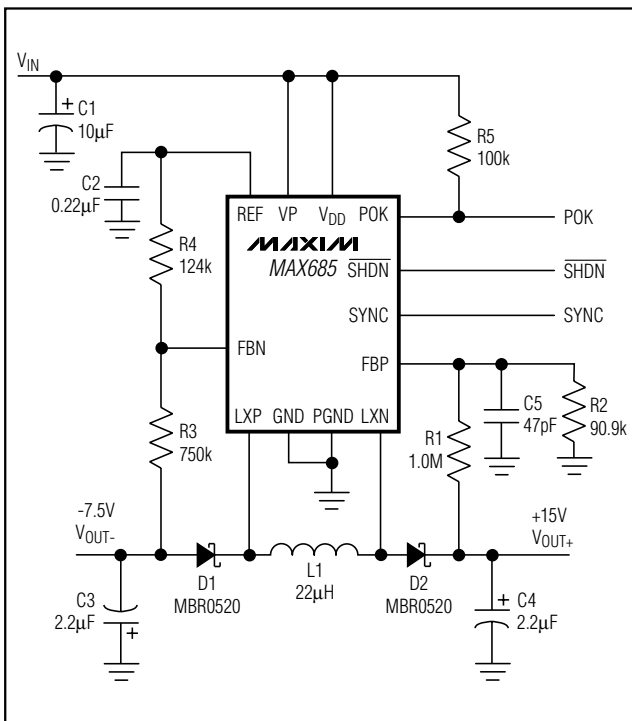 VIN
+ C1
10µF
R5
100k
C2
0.22µF
REF VP VDD POK
POK
R4
124k
MAXIM
MAX685 SHDN
SHDN
SYNC
SYNC
FBN
FBP
LXP GND PGND LXN
C5
47pF
R2
90.9k
R3
750k
R1
1.0M
-7.5V
VOUT-
+15V
VOUT+
D1
MBR0520
L1
22µH
D2
MBR0520
C3
2.2µF
+
+ C4
2.2µF